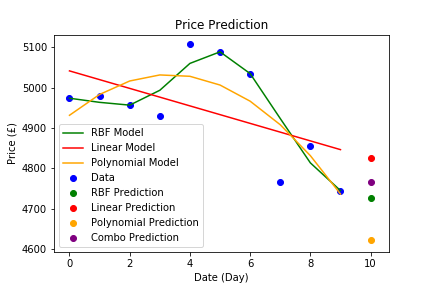 Price Prediction
5100
5000
4900
4800
4700
4600
Price (£)
RBF Model
Linear Model
Polynomial Model
Data
RBF Prediction
Linear Prediction
Polynomial Prediction
Combo Prediction
0 2 4 6 8 10
Date (Day)